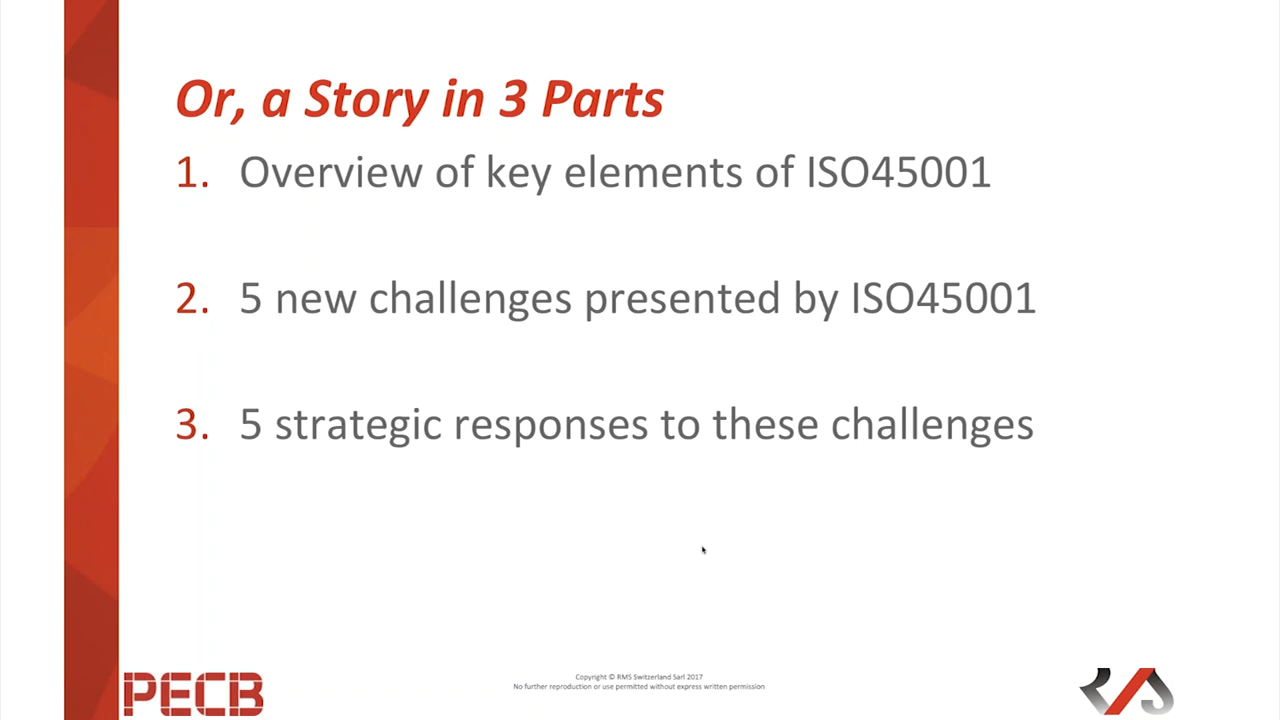 Or, a Story in 3 Parts
1. Overview of key elements of ISO45001
2. 5 new challenges presented by ISO45001
3. 5 strategic responses to these challenges
PECB
Copyright © RMS Switzerland Sarl 2017
No further reproduction or use permitted without express written permission